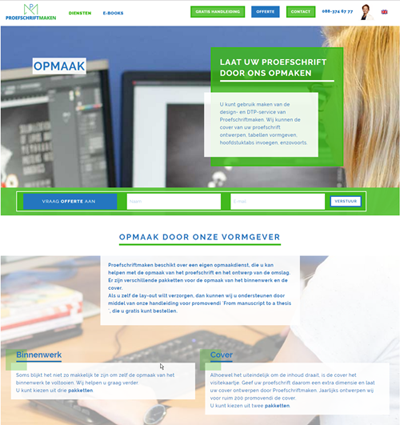 PROEFSCHRIFTMAKEN
DIENSTEN
E-BOOKS
GRATIS HANDLEIDING
OFFERTE
CONTACT
088-374 87 77
OPMAAK
LAAT UW PROEFSCHRIFT
DOOR ONS OPMAKEN
U kunt gebruik maken van de
design- en DTP-service van
Proefschriftmaken. Wij kunnen de
cover van uw proefschrift
ontwerpen, tabellen vormgeven,
hoofdstuktabs invoegen, enzovoorts.
VRAAG OFFERTE AAN
VERSTUUR
OPMAAK DOOR ONZE VORMGEVER
Proefschriftmaken beschikt over een eigen opmaakdienst, die u kan
helpen met de opmaak van het proefschrift en het ontwerp van de omslag.
Er zijn verschillende pakketten voor de opmaak van het binnenwerk en de
cover.
Als u zelf de lay-out wilt verzorgen, dan kunnen wij u ondersteunen door
middel van onze handleiding voor promovendi 'From manuscript to a thesis
', die u gratis kunt bestellen.
Binnenwerk
Soms blijkt het niet zo makkelijk te zijn om zelf de opmaak van het
binnenwerk te voltooien. Wij helpen u graag verder.
U kunt kiezen uit drie pakketten.
Cover
Alhoewel het uiteindelijk om de inhoud draait, is de cover het
visitekaartje. Geef uw proefschrift daarom een extra dimensie en laat
uw cover ontwerpen door Proefschriftmaken. Jaarlijks ontwerpen wij
voor ruim 200 promovendi de cover.
U kunt kiezen uit twee pakketten.